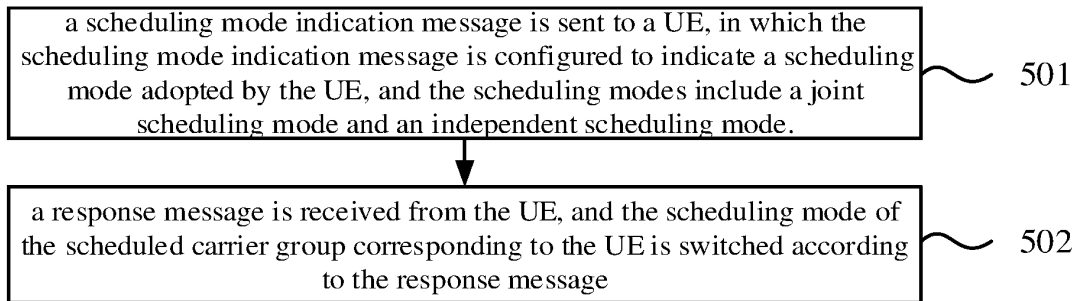 a scheduling mode indication message is sent to a UE, in which the
scheduling mode indication message is configured to indicate a scheduling
mode adopted by the UE, and the scheduling modes include a joint
scheduling mode and an independent scheduling mode.
501
a response message is received from the UE, and the scheduling mode of
the scheduled carrier group corresponding to the UE is switched according
to the response message
502